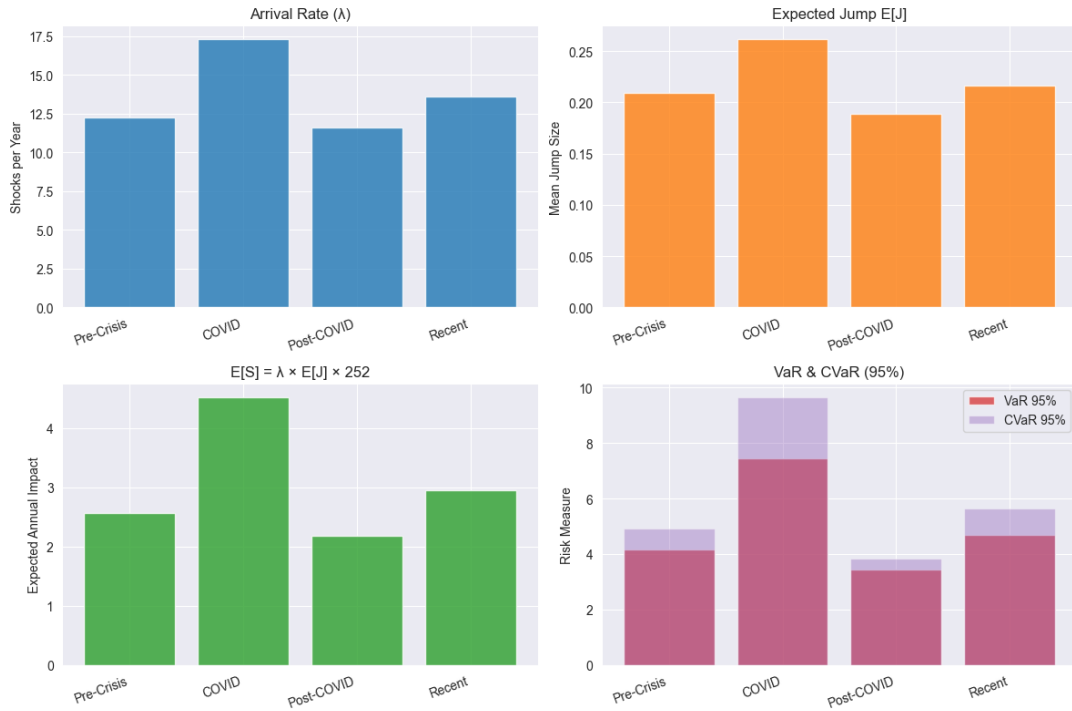 Arrival Rate (λ)
Shocks per Year
17.5
15.0
12.5
10.0
7.5
5.0
2.5
0.0
Pre-Crisis
COVID
Post-COVID
Recent
Expected Jump E[J]
Mean Jump Size
0.25
0.20
0.15
0.10
0.05
0.00
Pre-Crisis
COVID
Post-COVID
Recent
E[S] = λ × E[J] × 252
Expected Annual Impact
4
3
2
1
0
Pre-Crisis
COVID
Post-COVID
Recent
VaR & CVaR (95%)
Risk Measure
10
8
6
4
2
0
VaR 95%
CVaR 95%
Pre-Crisis
COVID
Post-COVID
Recent